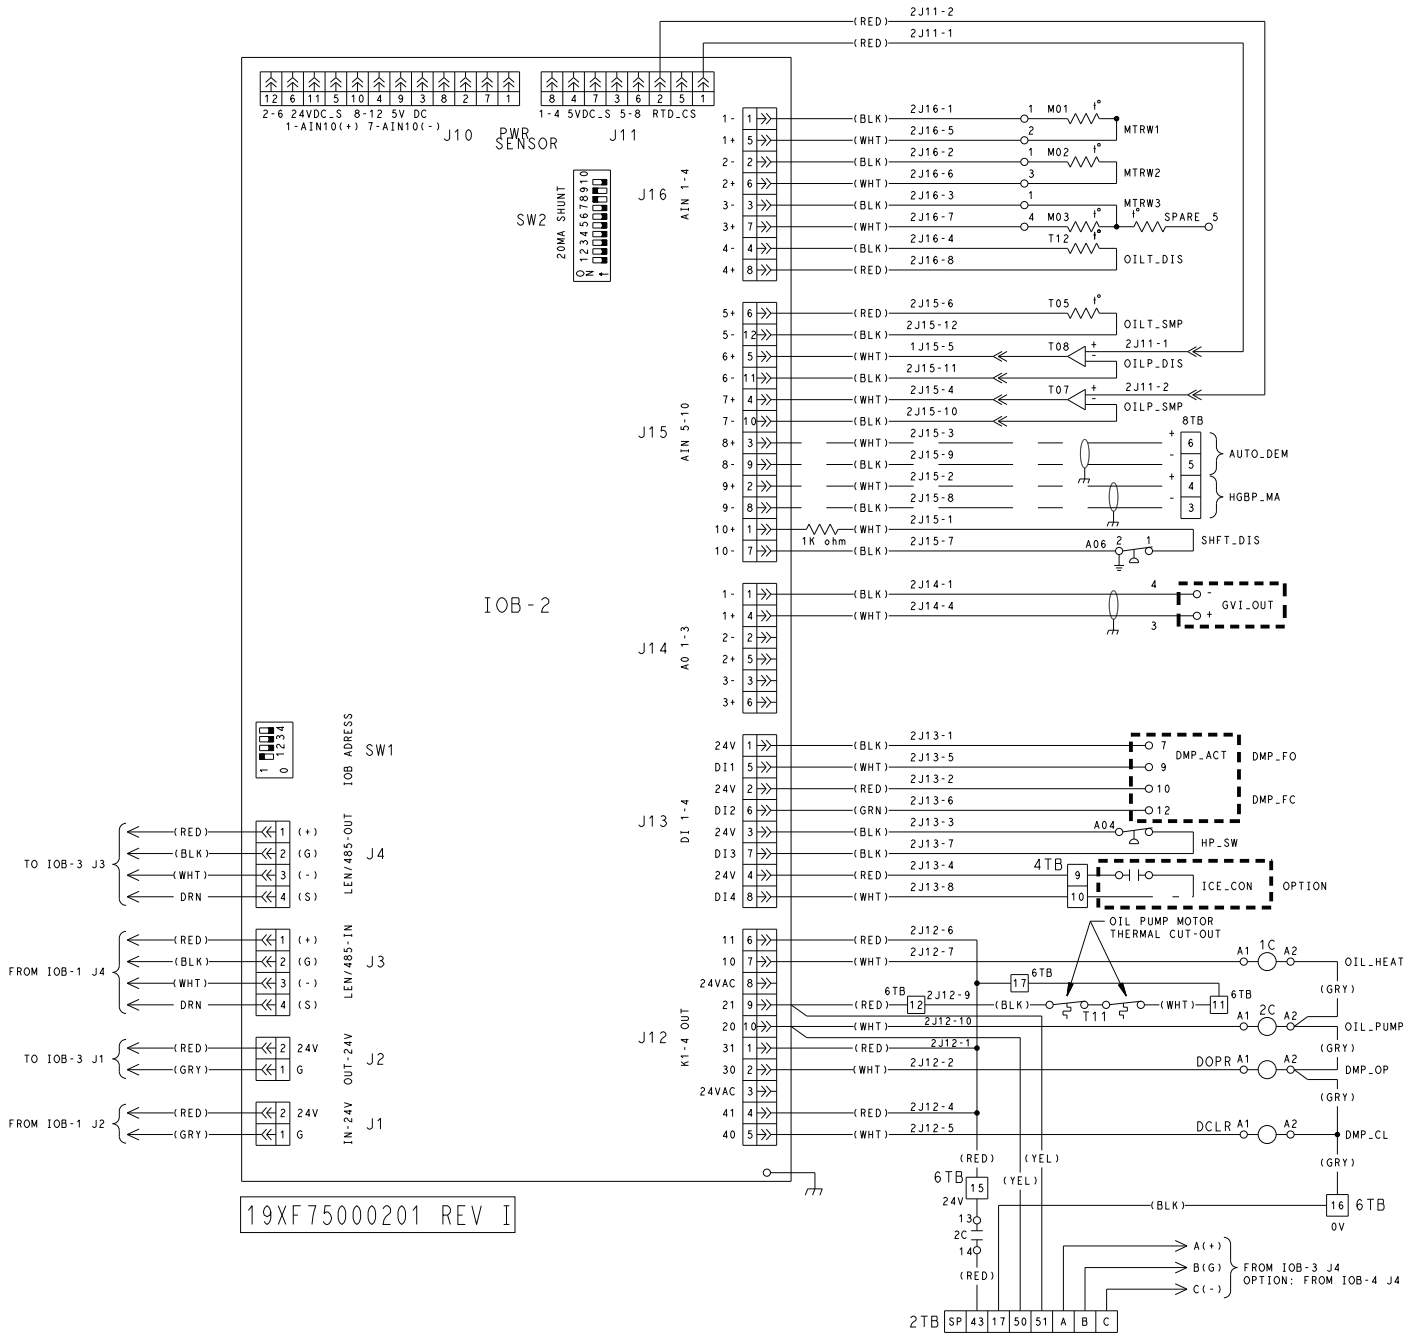 (RED) 2J11-2
(RED) 2J11-1
12 6 11 5 10 4 9 3 8 2 7 1
2-6 24VDC_S 8-12 5V DC
1-AIN10(+) 7-AIN10(-)
J10 PWR SENSOR
8 4 7 3 6 2 5 1
1-4 5VDC_S 5-8 RTD_CS
J11
SW2
20MA SHUNT
1 2 3 4 5 6 7 8 9 10
ON
J16
AIN 1-4
1- 1 (BLK) 2J16-1 1 M01 t°
1+ 5 (WHT) 2J16-5 2 MTRW1
2- 2 (BLK) 2J16-2 1 M02 t°
2+ 6 (WHT) 2J16-6 3 MTRW2
3- 3 (BLK) 2J16-3 1 MTRW3
3+ 7 (WHT) 2J16-7 4 M03 t° t° SPARE 5
4- 4 (BLK) 2J16-4 T12 t°
4+ 8 (RED) 2J16-8 OILT_DIS
J15
AIN 5-10
5+ 6 (RED) 2J15-6 T05 t°
5- 12 (BLK) 2J15-12 OILT_SMP
6+ 5 (WHT) 1J15-5 T08 + - 2J11-1
6- 11 (BLK) 2J15-11 OILP_DIS
7+ 4 (WHT) 2J15-4 T07 + - 2J11-2
7- 10 (BLK) 2J15-10 OILP_SMP
8TB
8+ 3 (WHT) 2J15-3 + 6
8- 9 (BLK) 2J15-9 - 5 AUTO_DEM
9+ 2 (WHT) 2J15-2 + 4
9- 8 (BLK) 2J15-8 - 3 HGBP_MA
10+ 1 1K ohm (WHT) 2J15-1
10- 7 (BLK) 2J15-7 A06 2 1 SHFT_DIS
IOB-2
J14
AO 1-3
1- 1 (BLK) 2J14-1 4 -
1+ 4 (WHT) 2J14-4 3 + GVI_OUT
2- 2
2+ 5
3- 3
3+ 6
SW1
IOB ADRESS
1 2 3 4
1 0
J13
DI 1-4
24V 1 (BLK) 2J13-1 7
DI1 5 (WHT) 2J13-5 9 DMP_ACT DMP_FO
24V 2 (RED) 2J13-2 10
DI2 6 (GRN) 2J13-6 12 DMP_FC
24V 3 (BLK) 2J13-3 A04
DI3 7 (BLK) 2J13-7 HP_SW
24V 4 (RED) 2J13-4 4TB 9
DI4 8 (WHT) 2J13-8 10 ICE_CON OPTION
TO IOB-3 J3
(RED) 1 (+)
(BLK) 2 (G)
(WHT) 3 (-)
DRN 4 (S)
LEN/485-OUT
J4
FROM IOB-1 J4
(RED) 1 (+)
(BLK) 2 (G)
(WHT) 3 (-)
DRN 4 (S)
LEN/485-IN
J3
TO IOB-3 J1
(RED) 2 24V
(GRY) 1 G
OUT-24V
J2
FROM IOB-1 J2
(RED) 2 24V
(GRY) 1 G
IN-24V
J1
OIL PUMP MOTOR
THERMAL CUT-OUT
J12
K1-4 OUT
11 6 (RED) 2J12-6
10 7 (WHT) 2J12-7 A1 1C A2 OIL_HEAT
24VAC 8 17 6TB (GRY)
21 9 (RED) 6TB 12 2J12-9 (BLK) T11 (WHT) 11 6TB
20 10 (WHT) 2J12-10 A1 2C A2 OIL_PUMP
31 1 (RED) 2J12-1 (GRY)
30 2 (WHT) 2J12-2 DOPR A1 A2 DMP_OP
24VAC 3 (GRY)
41 4 (RED) 2J12-4
40 5 (WHT) 2J12-5 DCLR A1 A2 DMP_CL
(RED) (YEL) (GRY)
(YEL)
6TB 15
24V
(BLK) 16 6TB
0V
13
2C
14
(RED)
A(+)
B(G)
C(-)
FROM IOB-3 J4
OPTION: FROM IOB-4 J4
2TB SP 43 17 50 51 A B C
19XF75000201 REV I